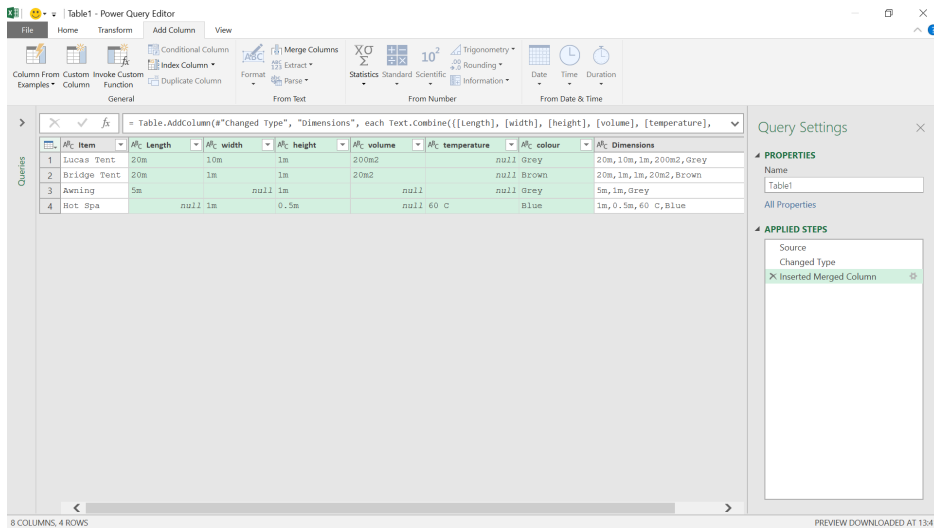 Table1 - Power Query Editor
File Home Transform Add Column View
Column From Examples Custom Column Invoke Custom Function
Conditional Column
Index Column
Duplicate Column
General
Format
Merge Columns
Extract
Parse
From Text
Statistics Standard Scientific
Trigonometry
Rounding
Information
From Number
Date Time Duration
From Date & Time
= Table.AddColumn(#"Changed Type", "Dimensions", each Text.Combine({[Length], [width], [height], [volume], [temperature],
Queries
Item Length width height volume temperature colour Dimensions
1 Lucas Tent 20m 10m 1m 200m2 null Grey 20m,10m,1m,200m2,Grey
2 Bridge Tent 20m 1m 1m 20m2 null Brown 20m,1m,1m,20m2,Brown
3 Awning 5m null 1m null null Grey 5m,1m,Grey
4 Hot Spa null 1m 0.5m null 60 C Blue 1m,0.5m,60 C,Blue
Query Settings
PROPERTIES
Name
Table1
All Properties
APPLIED STEPS
Source
Changed Type
Inserted Merged Column
8 COLUMNS, 4 ROWS
PREVIEW DOWNLOADED AT 13:4